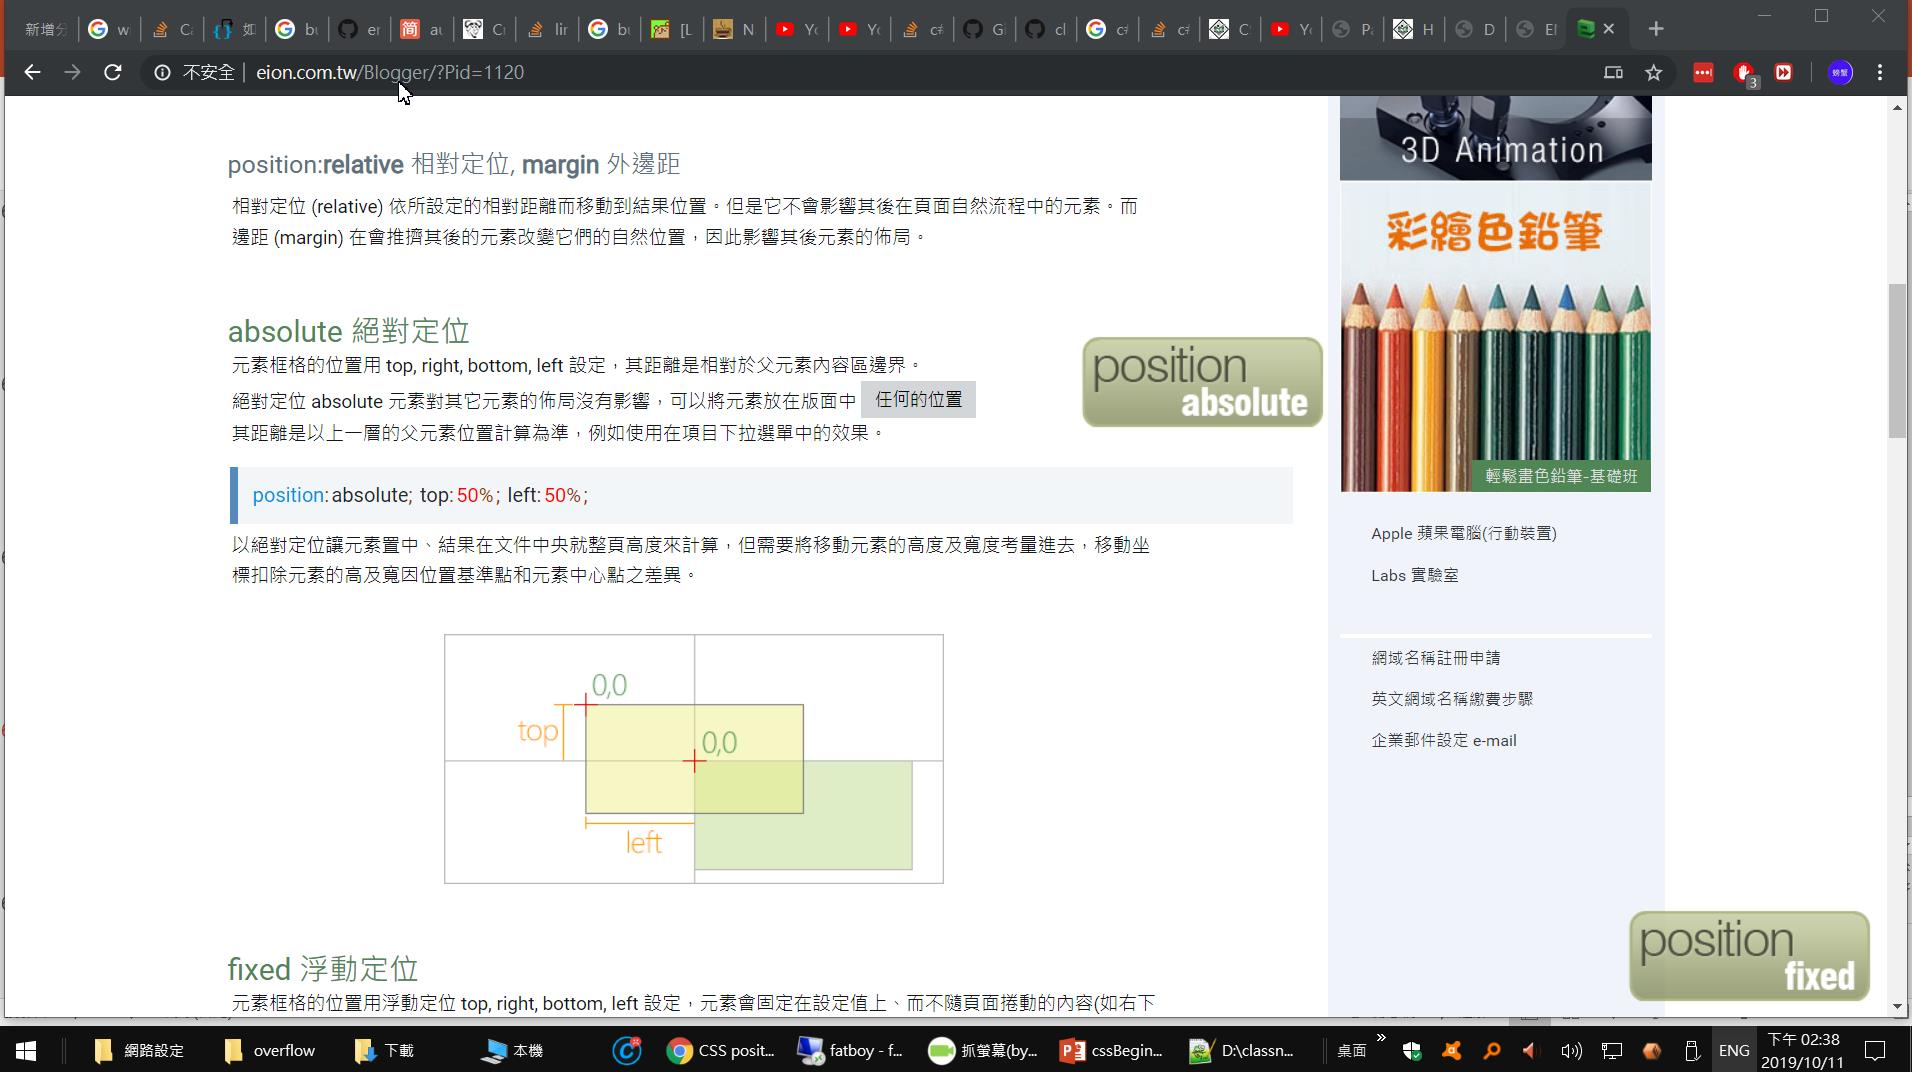 新增分
不安全 eion.com.tw/Blogger/?Pid=1120
3
螃蟹
position:relative 相對定位, margin 外邊距
相對定位 (relative) 依所設定的相對距離而移動到結果位置。但是它不會影響其後在頁面自然流程中的元素。而
邊距 (margin) 在會推擠其後的元素改變它們的自然位置，因此影響其後元素的佈局。
absolute 絕對定位
元素框格的位置用 top, right, bottom, left 設定，其距離是相對於父元素內容區邊界。
絕對定位 absolute 元素對其它元素的佈局沒有影響，可以將元素放在版面中 任何的位置
其距離是以上一層的父元素位置計算為準，例如使用在項目下拉選單中的效果。
position absolute
position:absolute; top:50%; left:50%;
以絕對定位讓元素置中、結果在文件中央就整頁高度來計算，但需要將移動元素的高度及寬度考量進去，移動坐
標扣除元素的高及寬因位置基準點和元素中心點之差異。
0,0
top
0,0
left
fixed 浮動定位
元素框格的位置用浮動定位 top, right, bottom, left 設定，元素會固定在設定值上、而不隨頁面捲動的內容(如右下
3D Animation
彩繪色鉛筆
輕鬆畫色鉛筆-基礎班
Apple 蘋果電腦(行動裝置)
Labs 實驗室
網域名稱註冊申請
英文網域名稱繳費步驟
企業郵件設定 e-mail
position fixed
網路設定 overflow 下載 本機 CSS posit... fatboy - f... 抓螢幕(by... cssBegin... D:\classn... 桌面 ENG 下午 02:38
2019/10/11